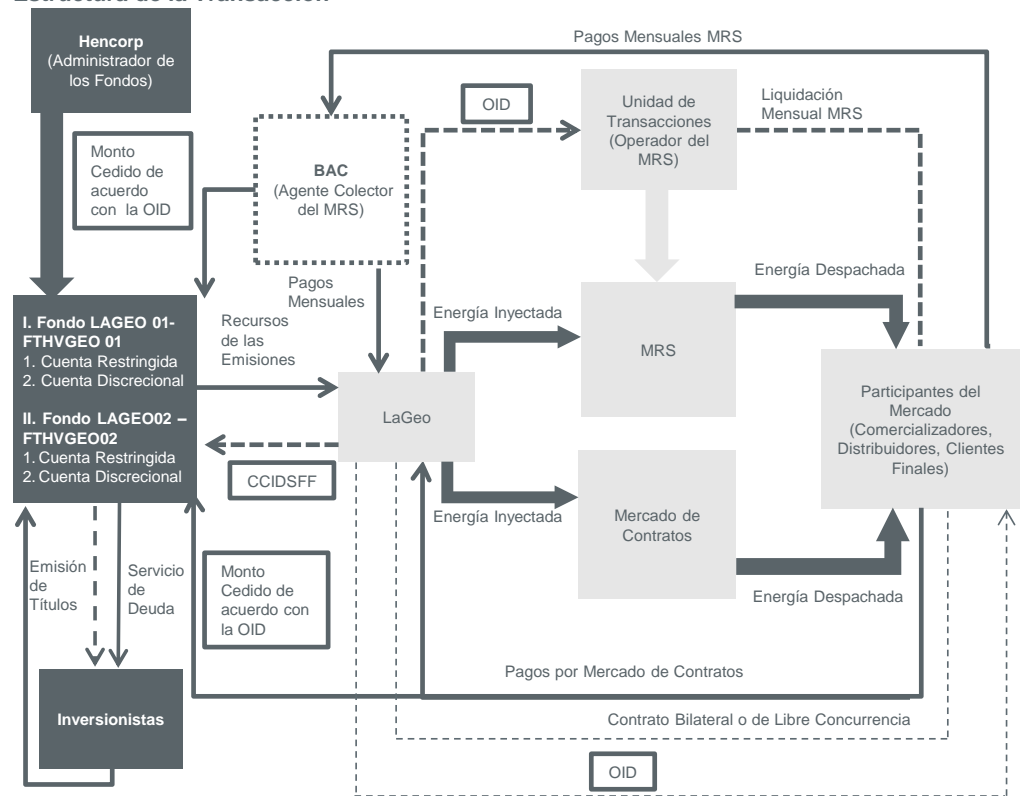 Estructura de la Transacción
Hencorp
(Administrador de
los Fondos)
Pagos Mensuales MRS
OID
Unidad de
Transacciones
(Operador del
MRS)
Liquidación
Mensual MRS
Monto
Cedido de
acuerdo
con la OID
BAC
(Agente Colector
del MRS)
Pagos
Mensuales
Energía Despachada
I. Fondo LAGEO 01-
FTHVGEO 01
1. Cuenta Restringida
2. Cuenta Discrecional
II. Fondo LAGEO02 –
FTHVGEO02
1. Cuenta Restringida
2. Cuenta Discrecional
Recursos
de las
Emisiones
Energía Inyectada
MRS
LaGeo
Participantes del
Mercado
(Comercializadores,
Distribuidores, Clientes
Finales)
CCIDSFF
Energía Inyectada
Mercado de
Contratos
Emisión
de
Títulos
Servicio
de
Deuda
Monto
Cedido de
acuerdo con
la OID
Energía Despachada
Pagos por Mercado de Contratos
Inversionistas
Contrato Bilateral o de Libre Concurrencia
OID